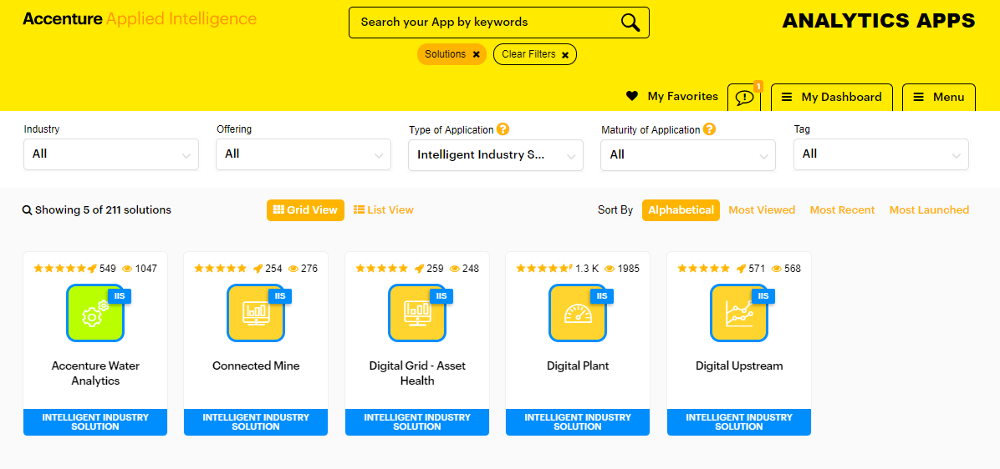 Accenture Applied Intelligence
Search your App by keywords
ANALYTICS APPS
Solutions ×
Clear Filters ×
My Favorites
1
My Dashboard
Menu
Industry
Offering
Type of Application ?
Maturity of Application ?
Tag
All
All
Intelligent Industry S...
All
All
Showing 5 of 211 solutions
Grid View
List View
Sort By
Alphabetical
Most Viewed
Most Recent
Most Launched
549 1047
IIS
Accenture Water
Analytics
INTELLIGENT INDUSTRY
SOLUTION
254 276
IIS
Connected Mine
INTELLIGENT INDUSTRY
SOLUTION
259 248
IIS
Digital Grid - Asset
Health
INTELLIGENT INDUSTRY
SOLUTION
1.3 K 1985
IIS
Digital Plant
INTELLIGENT INDUSTRY
SOLUTION
571 568
IIS
Digital Upstream
INTELLIGENT INDUSTRY
SOLUTION